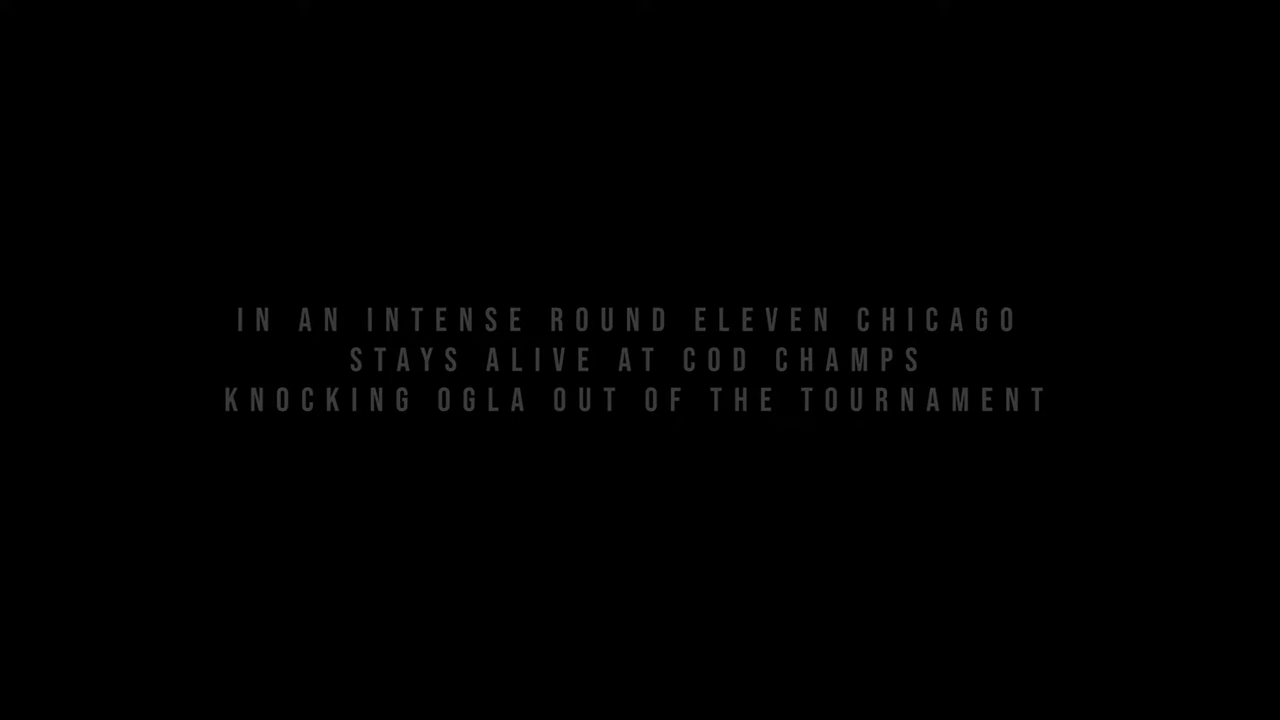 IN AN INTENSE ROUND ELEVEN CHICAGO
STAYS ALIVE AT COD CHAMPS
KNOCKING OGLA OUT OF THE TOURNAMENT